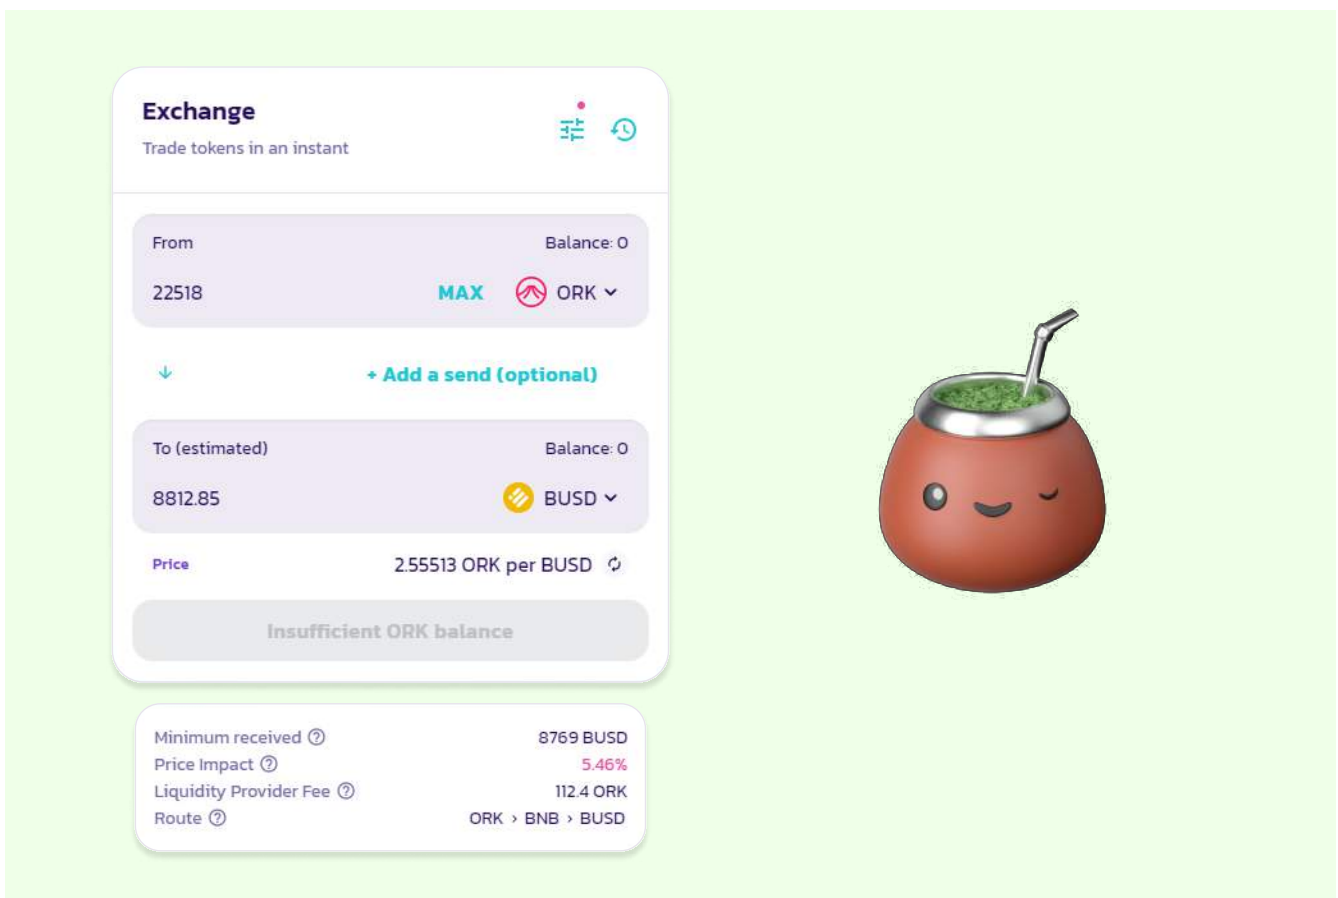 Exchange
Trade tokens in an instant
From Balance: 0
22518 MAX ORK
+ Add a send (optional)
To (estimated) Balance: 0
8812.85 BUSD
Price 2.55513 ORK per BUSD
Insufficient ORK balance
Minimum received 8769 BUSD
Price Impact 5.46%
Liquidity Provider Fee 112.4 ORK
Route ORK > BNB > BUSD